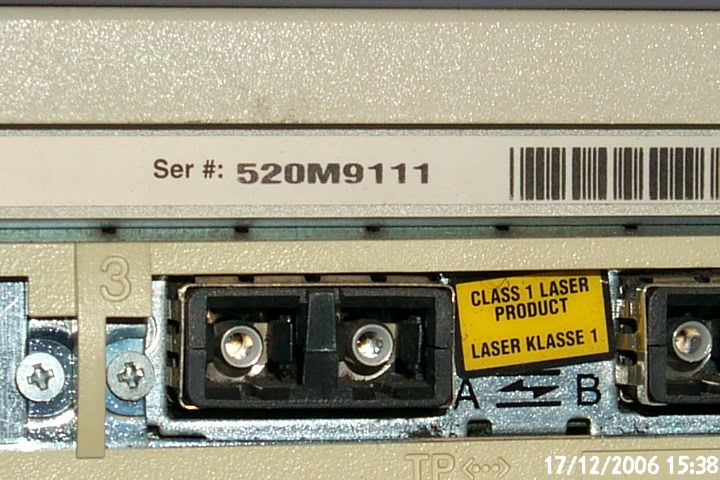 Ser #: 520M9111
3
CLASS 1 LASER
PRODUCT
LASER KLASSE 1
A B
TP
17/12/2006 15:38